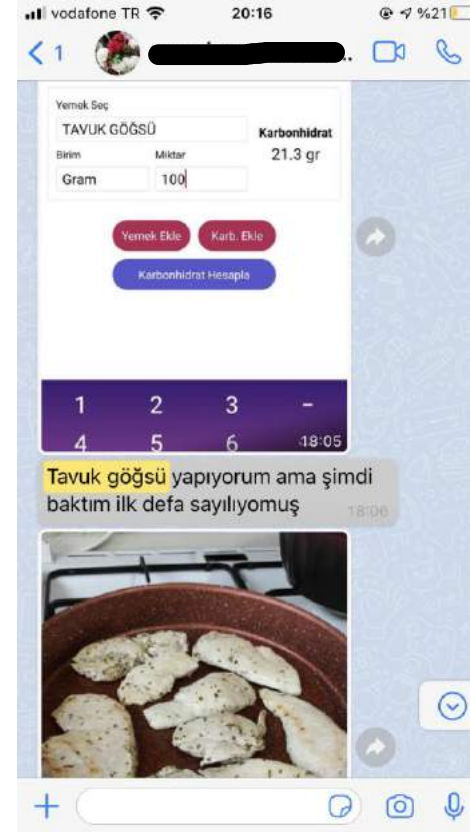 vodafone TR 20:16 %21
1 ..
Yemek Seç
TAVUK GÖĞSÜ
Karbonhidrat
Birim Miktar 21.3 gr
Gram 100
Yemek Ekle Karb. Ekle
Karbonhidrat Hesapla
1 2 3 -
4 5 6 18:05
Tavuk göğsü yapıyorum ama şimdi
baktım ilk defa sayılıyomuş 18:06